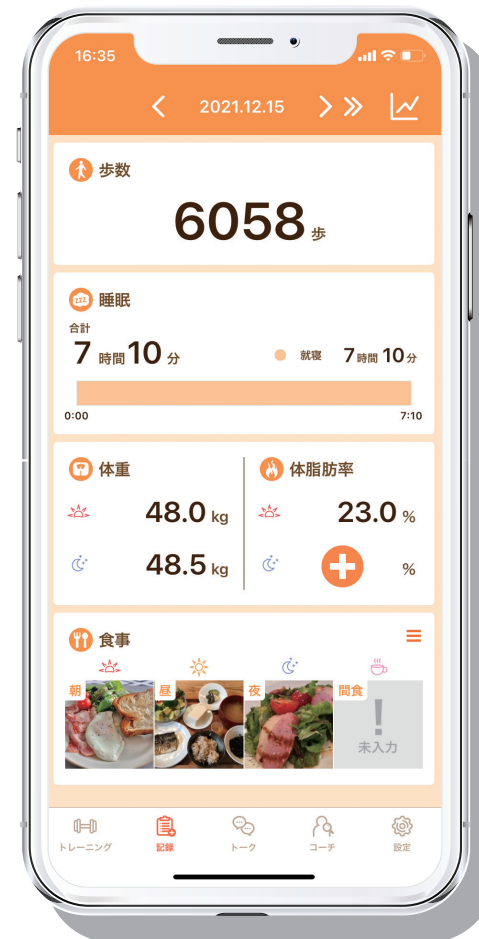 16:35
2021.12.15
歩数
6058 歩
睡眠
合計
7 時間 10 分
就寝 7 時間 10 分
0:00 7:10
体重
48.0 kg
48.5 kg
体脂肪率
23.0 %
%
食事
朝 昼 夜 間食
未入力
トレーニング 記録 トーク コーチ 設定